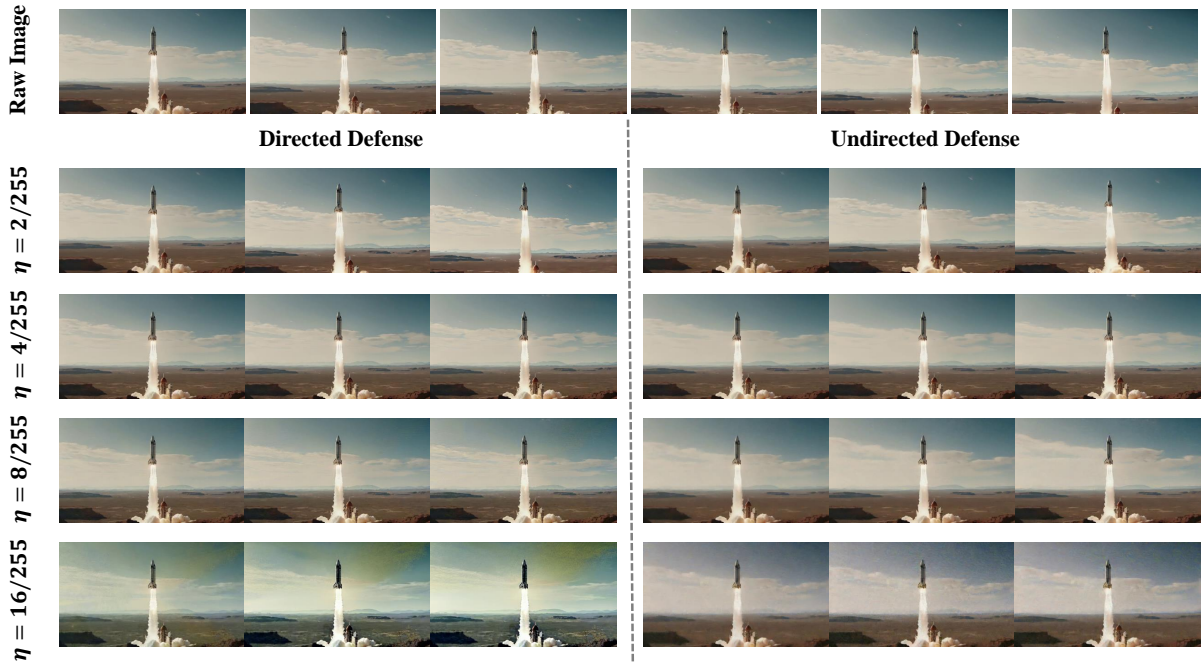 Raw Image
Directed Defense
Undirected Defense
η = 2/255
η = 4/255
η = 8/255
η = 16/255